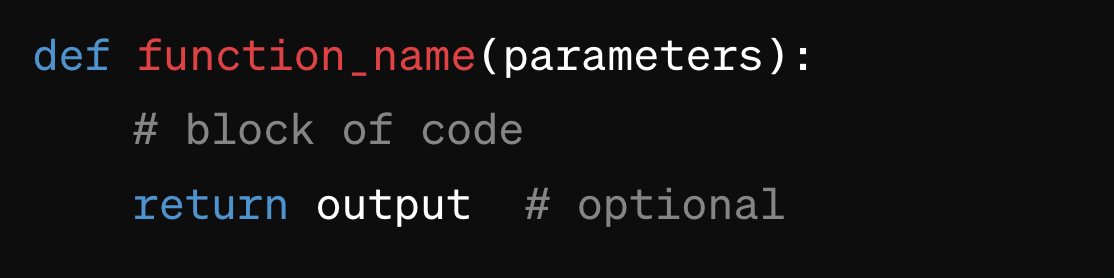 def function_name(parameters):
    # block of code
    return output  # optional